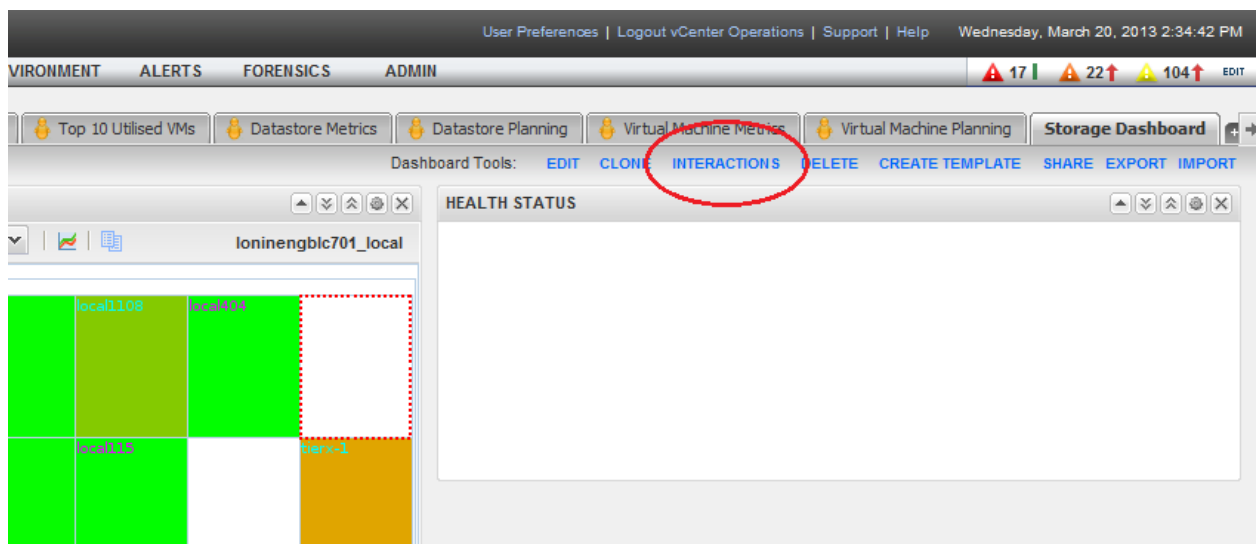 User Preferences | Logout vCenter Operations | Support | Help Wednesday, March 20, 2013 2:34:42 PM
VIRONMENT ALERTS FORENSICS ADMIN 17 22 104 EDIT
Top 10 Utilised VMs Datastore Metrics Datastore Planning Virtual Machine Metrics Virtual Machine Planning Storage Dashboard
Dashboard Tools: EDIT CLONE INTERACTIONS DELETE CREATE TEMPLATE SHARE EXPORT IMPORT
HEALTH STATUS
loninengblc701_local
local1108 local404
local115